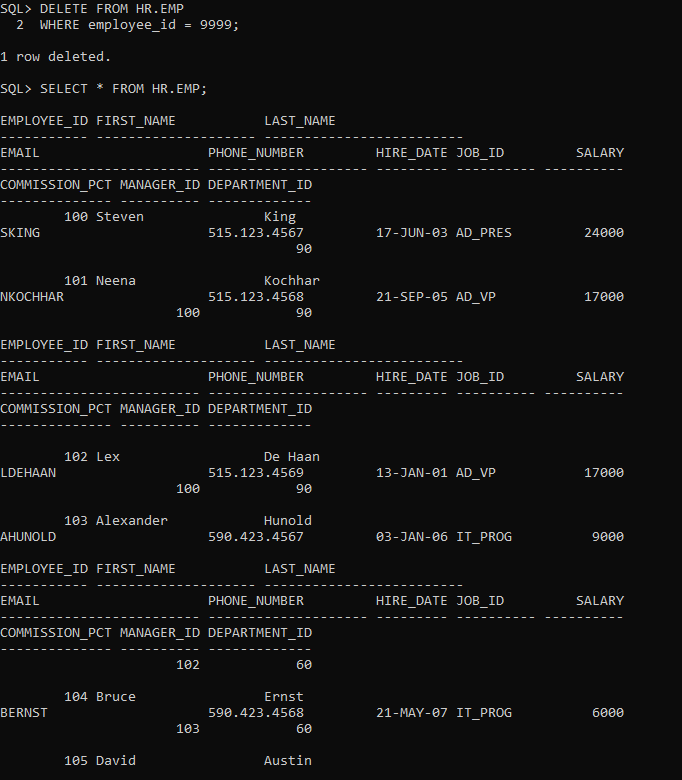 SQL> DELETE FROM HR.EMP
  2  WHERE employee_id = 9999;

1 row deleted.

SQL> SELECT * FROM HR.EMP;

EMPLOYEE_ID FIRST_NAME           LAST_NAME
----------- -------------------- -------------------------
EMAIL                     PHONE_NUMBER         HIRE_DATE JOB_ID         SALARY
------------------------- -------------------- --------- ---------- ----------
COMMISSION_PCT MANAGER_ID DEPARTMENT_ID
-------------- ---------- -------------
        100 Steven               King
SKING                     515.123.4567         17-JUN-03 AD_PRES         24000
                                     90

        101 Neena                Kochhar
NKOCHHAR                  515.123.4568         21-SEP-05 AD_VP           17000
                      100            90

EMPLOYEE_ID FIRST_NAME           LAST_NAME
----------- -------------------- -------------------------
EMAIL                     PHONE_NUMBER         HIRE_DATE JOB_ID         SALARY
------------------------- -------------------- --------- ---------- ----------
COMMISSION_PCT MANAGER_ID DEPARTMENT_ID
-------------- ---------- -------------

        102 Lex                  De Haan
LDEHAAN                   515.123.4569         13-JAN-01 AD_VP           17000
                      100            90

        103 Alexander            Hunold
AHUNOLD                   590.423.4567         03-JAN-06 IT_PROG          9000

EMPLOYEE_ID FIRST_NAME           LAST_NAME
----------- -------------------- -------------------------
EMAIL                     PHONE_NUMBER         HIRE_DATE JOB_ID         SALARY
------------------------- -------------------- --------- ---------- ----------
COMMISSION_PCT MANAGER_ID DEPARTMENT_ID
-------------- ---------- -------------
                      102            60

        104 Bruce                Ernst
BERNST                    590.423.4568         21-MAY-07 IT_PROG          6000
                      103            60

        105 David                Austin